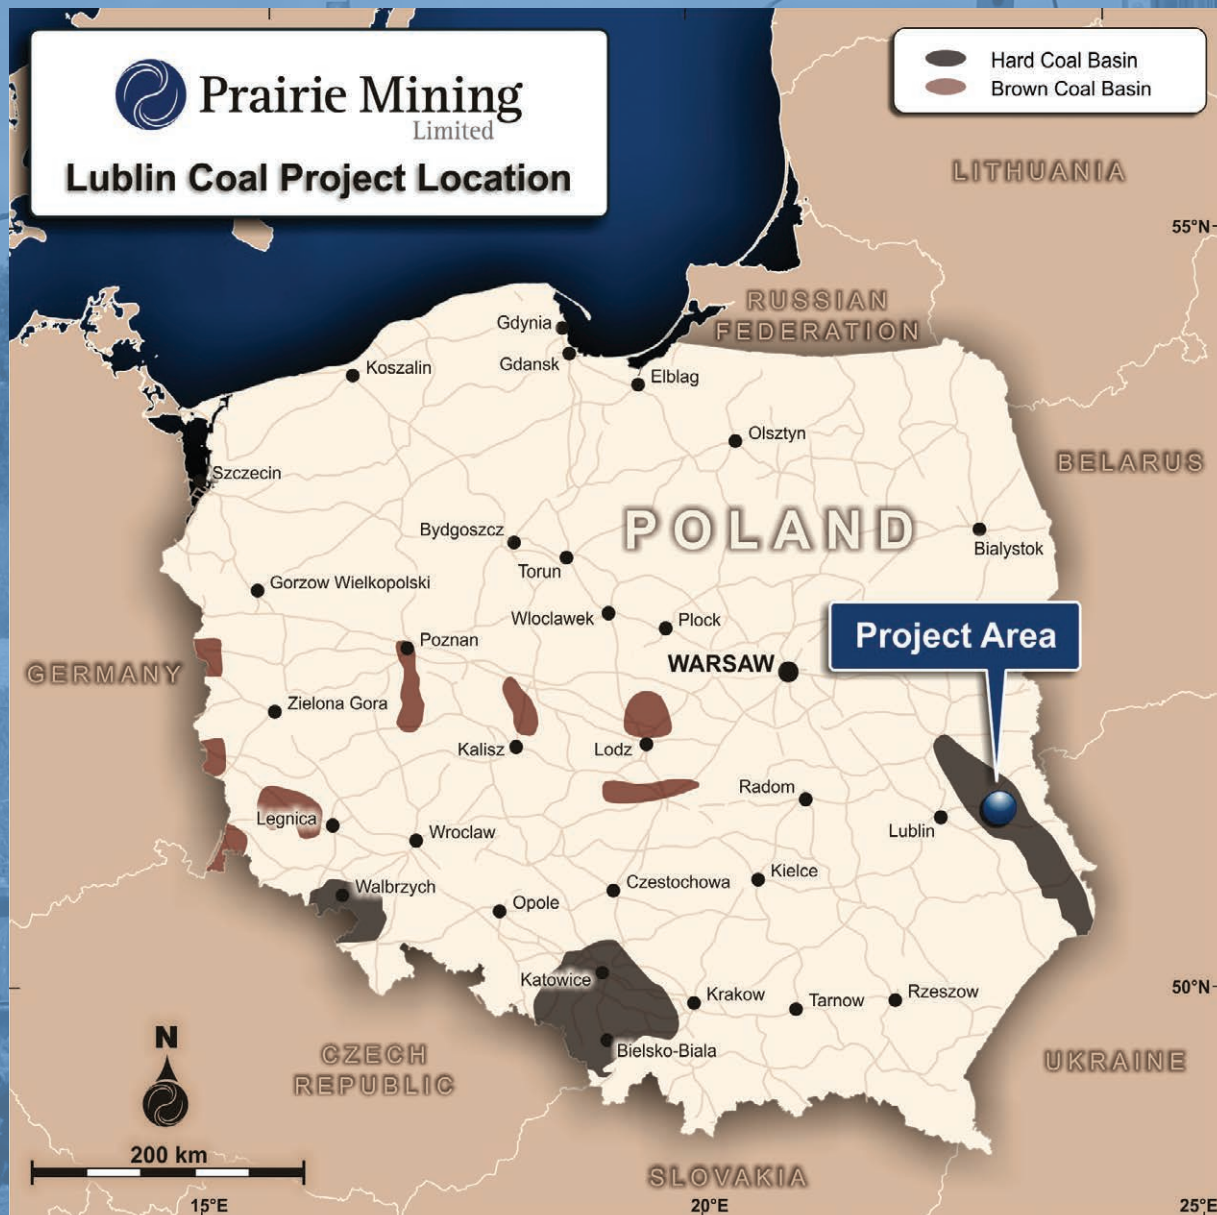 Prairie Mining
Limited
Lublin Coal Project Location
Hard Coal Basin
Brown Coal Basin
LITHUANIA
55°N
RUSSIAN
FEDERATION
Gdynia
Gdansk
Koszalin
Elblag
Olsztyn
BELARUS
Szczecin
POLAND
Bydgoszcz
Torun
Bialystok
Gorzow Wielkopolski
Wloclawek
Plock
Project Area
Poznan
WARSAW
GERMANY
Zielona Gora
Kalisz
Lodz
Radom
Legnica
Wroclaw
Lublin
Kielce
Walbrzych
Czestochowa
Opole
Katowice
Krakow
Tarnow
Rzeszow
50°N
N
CZECH
REPUBLIC
Bielsko-Biala
UKRAINE
200 km
SLOVAKIA
15°E
20°E
25°E